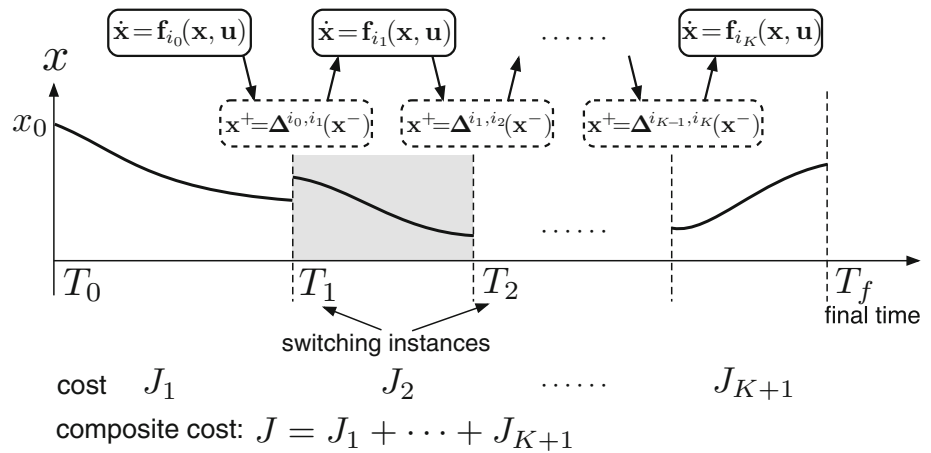 ẋ = f_{i_0}(x, u) ẋ = f_{i_1}(x, u) ...... ẋ = f_{i_K}(x, u)
x
x_0
x^+=Δ^{i_0,i_1}(x^−) x^+=Δ^{i_1,i_2}(x^−) x^+=Δ^{i_{K−1},i_K}(x^−)
......
T_0 T_1 T_2 T_f
final time
switching instances
cost J_1 J_2 ...... J_{K+1}
composite cost: J = J_1 + ··· + J_{K+1}